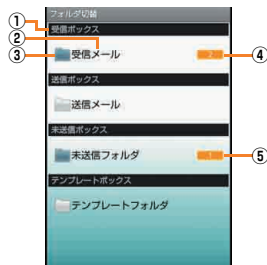 フォルダ切替
①
受信ボックス
②
③
受信メール
④
送信ボックス
送信メール
未送信ボックス
未送信フォルダ
⑤
テンプレートボックス
テンプレートフォルダ